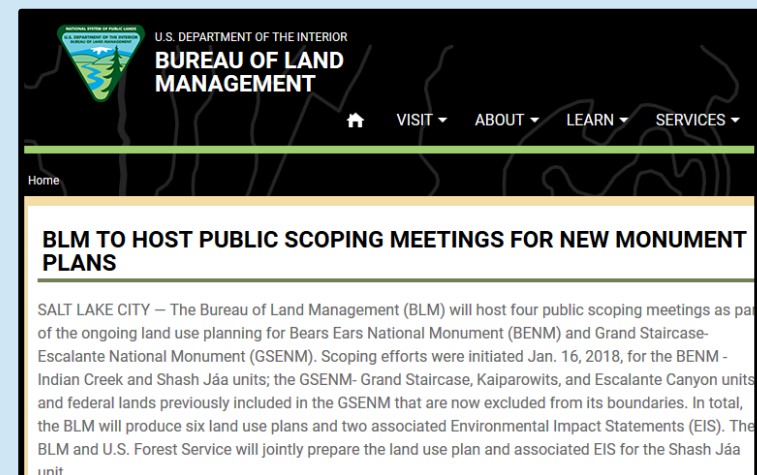 NATIONAL SYSTEM OF PUBLIC LANDS
U.S. DEPARTMENT OF THE INTERIOR
BUREAU OF LAND MANAGEMENT
U.S. DEPARTMENT OF THE INTERIOR
BUREAU OF LAND
MANAGEMENT
VISIT ABOUT LEARN SERVICES
Home
BLM TO HOST PUBLIC SCOPING MEETINGS FOR NEW MONUMENT
PLANS
SALT LAKE CITY — The Bureau of Land Management (BLM) will host four public scoping meetings as par
of the ongoing land use planning for Bears Ears National Monument (BENM) and Grand Staircase-
Escalante National Monument (GSENM). Scoping efforts were initiated Jan. 16, 2018, for the BENM -
Indian Creek and Shash Jáa units; the GSENM- Grand Staircase, Kaiparowits, and Escalante Canyon units
and federal lands previously included in the GSENM that are now excluded from its boundaries. In total,
the BLM will produce six land use plans and two associated Environmental Impact Statements (EIS). The
BLM and U.S. Forest Service will jointly prepare the land use plan and associated EIS for the Shash Jáa
unit